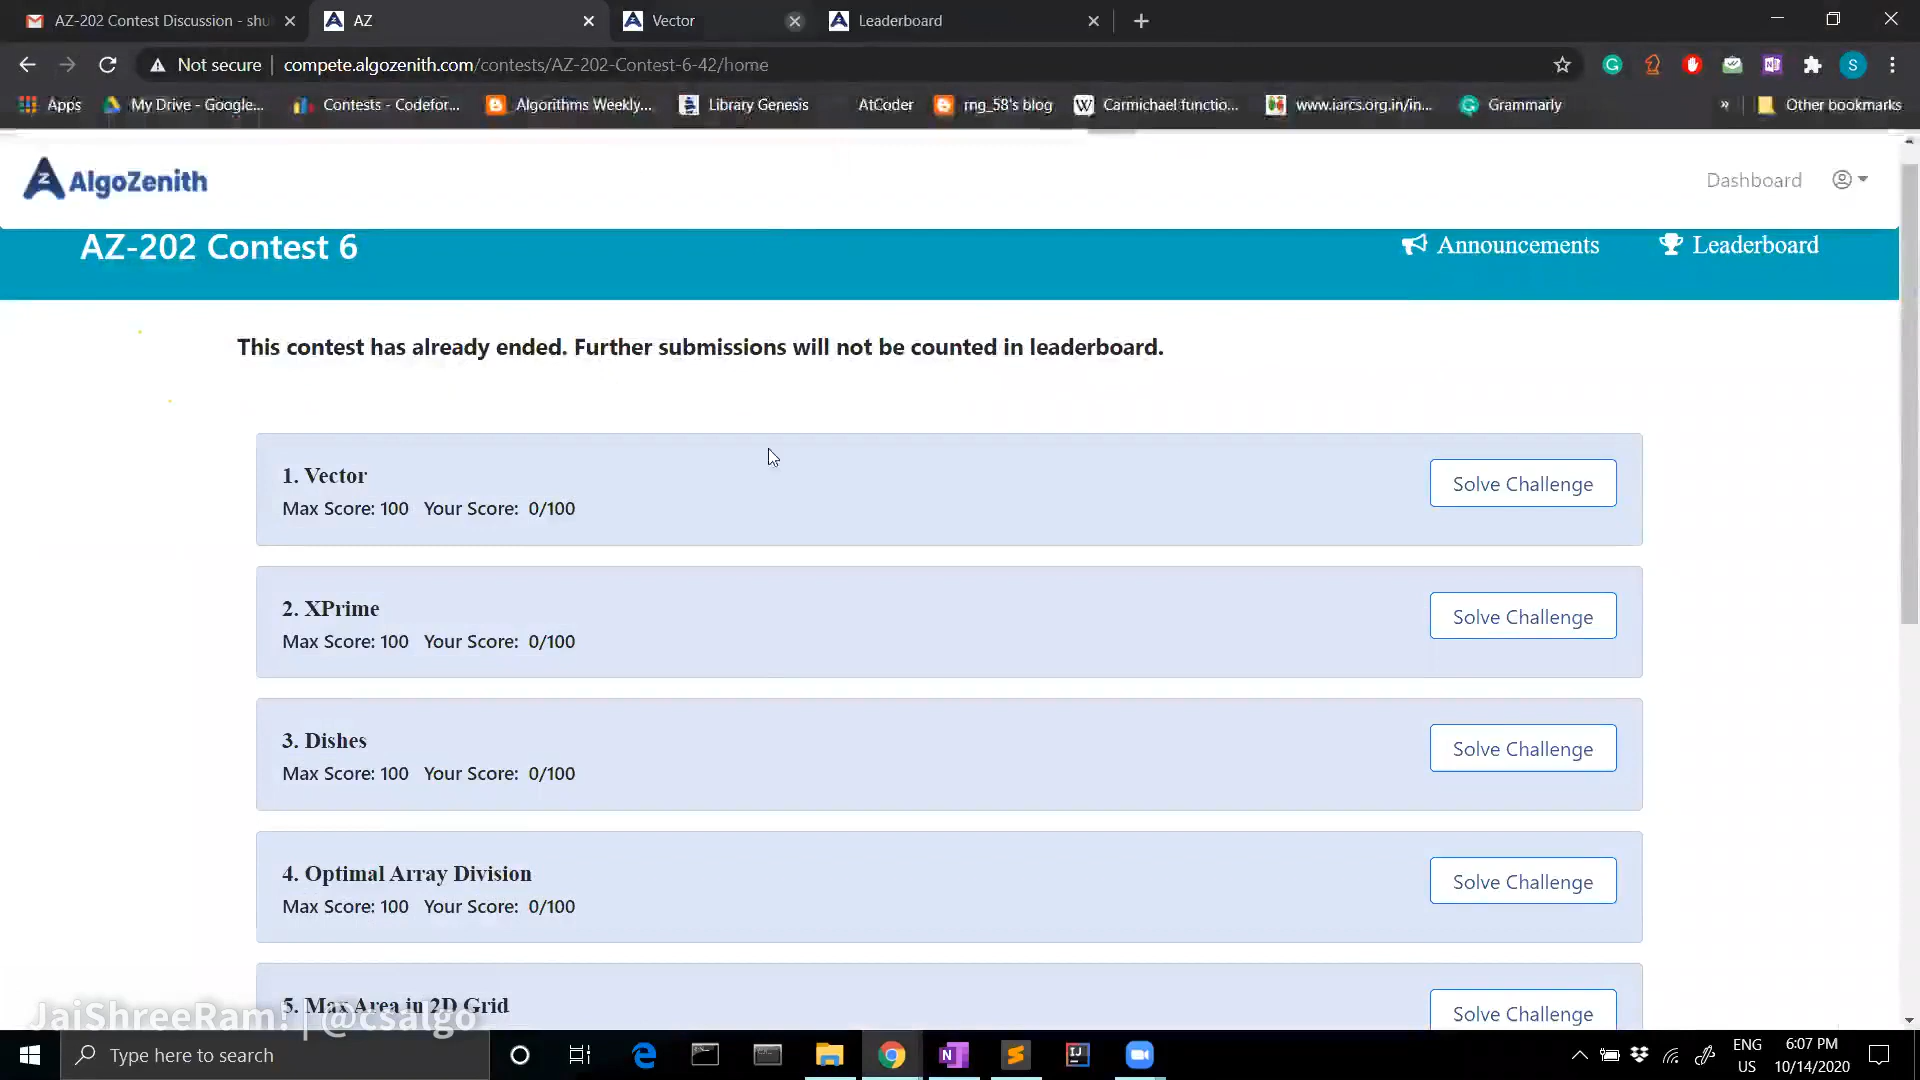 AZ-202 Contest Discussion - shu
AZ
Vector
Leaderboard
Not secure
compete.algozenith.com/contests/AZ-202-Contest-6-42/home
Apps
My Drive - Google...
Contests - Codefor...
Algorithms Weekly...
Library Genesis
AtCoder
rng_58's blog
Carmichael functio...
www.iarcs.org.in/in...
Grammarly
»
Other bookmarks
AlgoZenith
Dashboard
AZ-202 Contest 6
Announcements
Leaderboard
This contest has already ended. Further submissions will not be counted in leaderboard.
1. Vector
Max Score: 100 Your Score: 0/100
Solve Challenge
2. XPrime
Max Score: 100 Your Score: 0/100
Solve Challenge
3. Dishes
Max Score: 100 Your Score: 0/100
Solve Challenge
4. Optimal Array Division
Max Score: 100 Your Score: 0/100
Solve Challenge
5. Max Area in 2D Grid
Solve Challenge
JaiShreeRam! | @csalgo
Type here to search
ENG
US
6:07 PM
10/14/2020